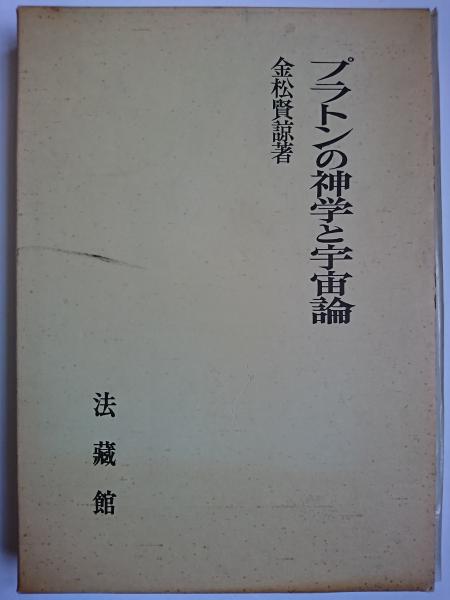 プラトンの神学と宇宙論
金松賢諒著
法藏館